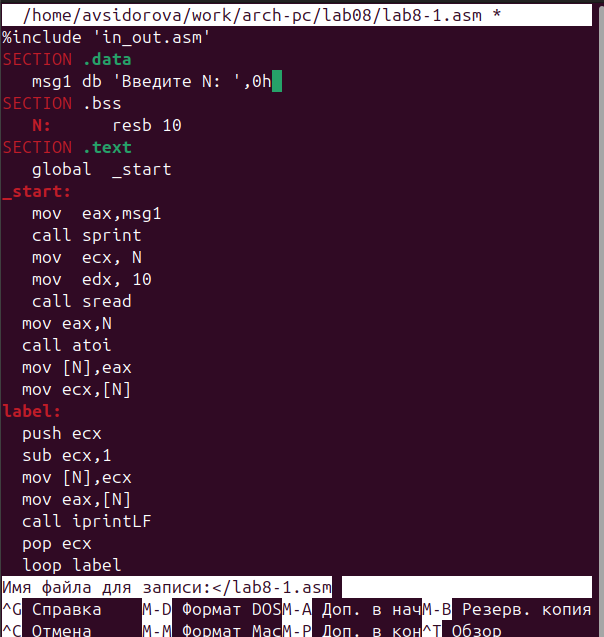 /home/avsidorova/work/arch-pc/lab08/lab8-1.asm *
%include 'in_out.asm'
SECTION .data
msg1 db 'Введите N: ',0h
SECTION .bss
N: resb 10
SECTION .text
global _start
_start:
mov eax,msg1
call sprint
mov ecx, N
mov edx, 10
call sread
mov eax,N
call atoi
mov [N],eax
mov ecx,[N]
label:
push ecx
sub ecx,1
mov [N],ecx
mov eax,[N]
call iprintLF
pop ecx
loop label
Имя файла для записи:</lab8-1.asm
^G Справка M-D Формат DOSM-A Доп. в начM-B Резерв. копия
^C Отмена M-M Формат MacM-P Доп. в кон^T Обзор